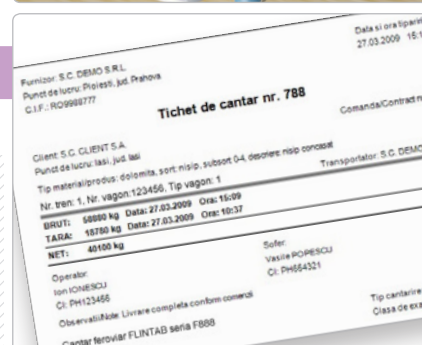 Data si ora tiparirii
27.03.2009 15:1
Furnizor: S.C. DEMO S.R.L.
Punct de lucru: Ploiesti, jud. Prahova
C.I.F.: RO9988777
Tichet de cantar nr. 788
Comanda/Contract nr
Client: S.C. CLIENT S.A.
Punct de lucru: Iasi, jud. Iasi
Tip material/produs: dolomita, sort: nisip, subsort 0-4, descriere: nisip concasat
Transportator: S.C. DEMO
Nr. tren: 1, Nr. vagon:123456, Tip vagon: 1
BRUT: 58880 kg Data: 27.03.2009 Ora: 15:09
TARA: 18780 kg Data: 27.03.2009 Ora: 10:37
NET: 40100 kg
Operator:
Ion IONESCU
CI: PH123456
Sofer:
Vasile POPESCU
CI: PH654321
Observatii/Note: Livrare completa conform comenzii
Tip cantarire
Clasa de exa
Cantar feroviar FLINTAB seria F888